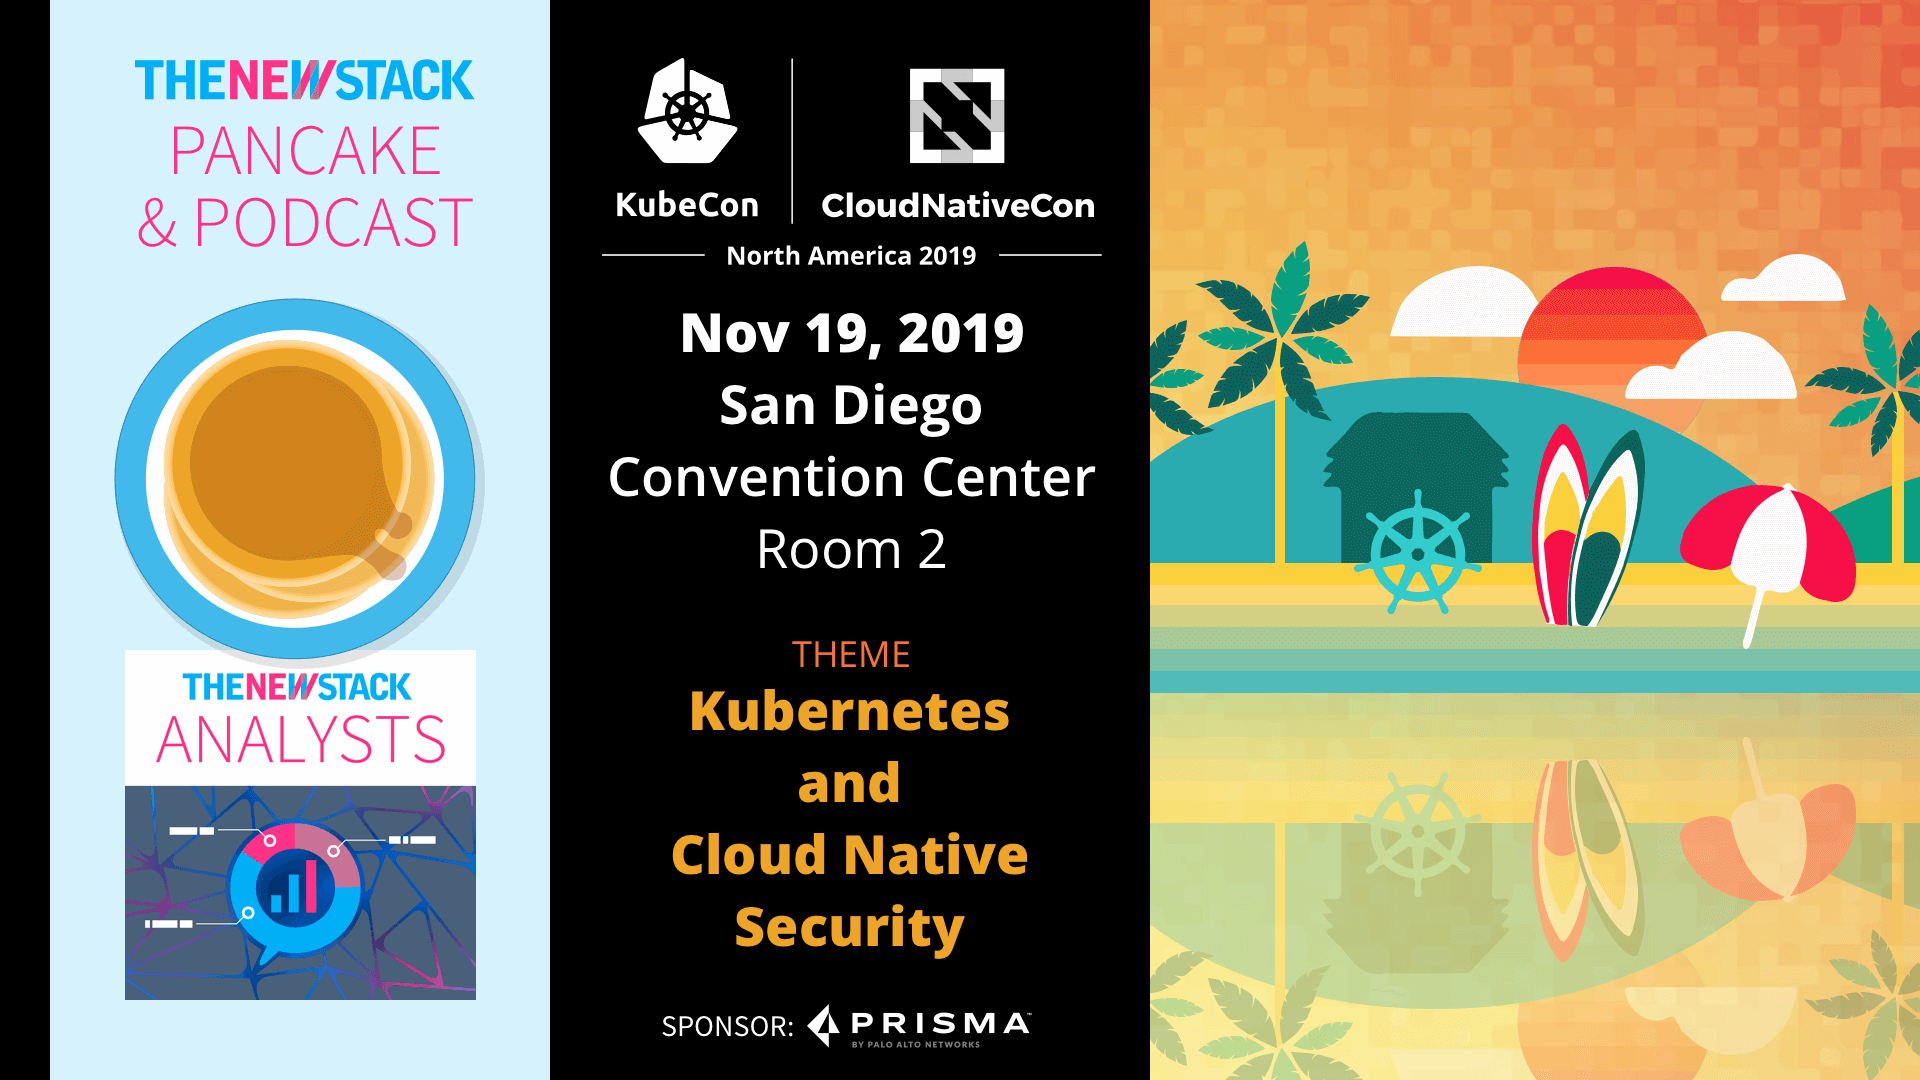 THENEWSTACK
PANCAKE
& PODCAST
THENEWSTACK
ANALYSTS
KubeCon
CloudNativeCon
North America 2019
Nov 19, 2019
San Diego
Convention Center
Room 2
THEME
Kubernetes
and
Cloud Native
Security
SPONSOR: PRISMA™
BY PALO ALTO NETWORKS